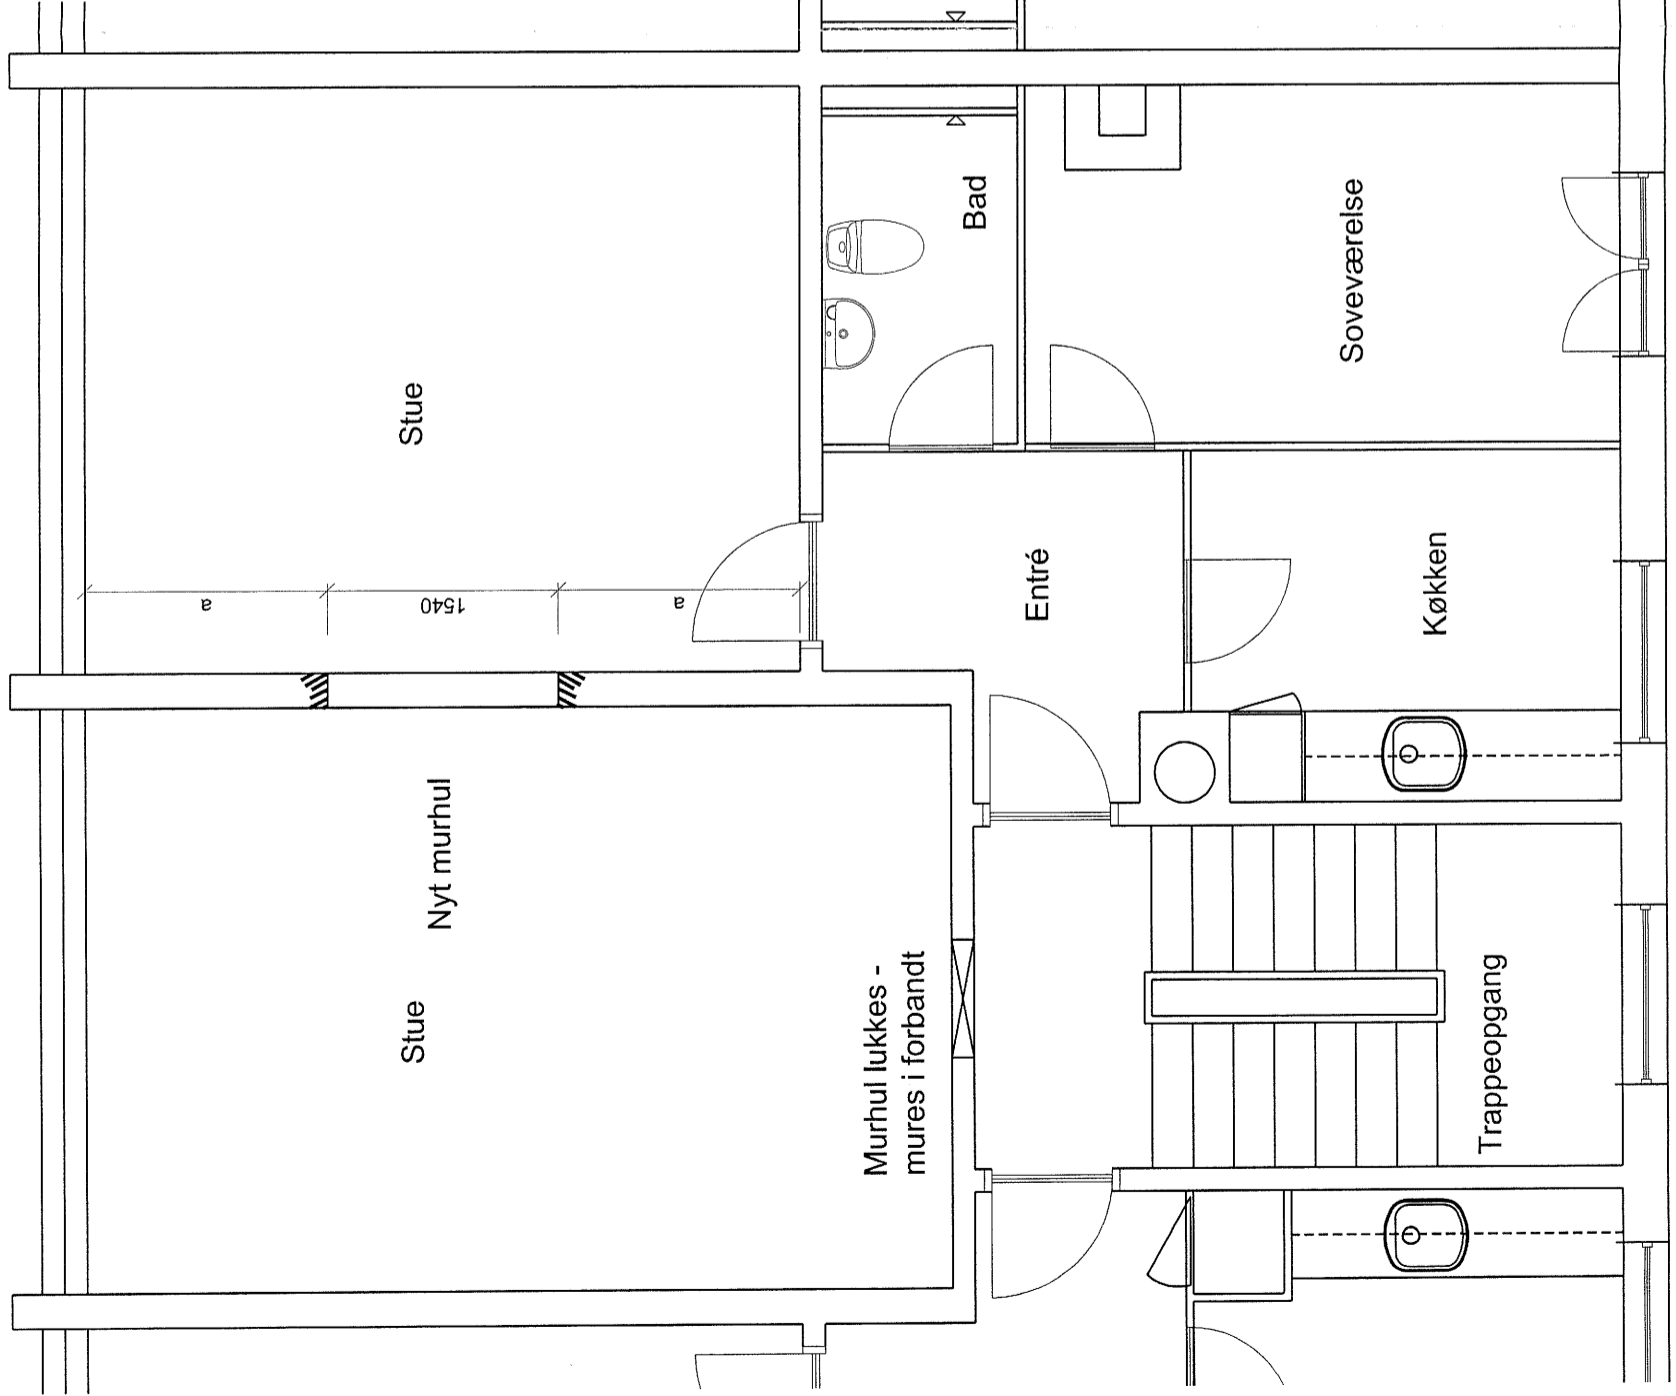 Stue
a
1540
a
Bad
Soveværelse
Entré
Køkken
Nyt murhul
Stue
Murhul lukkes -
mures i forbandt
Trappeopgang